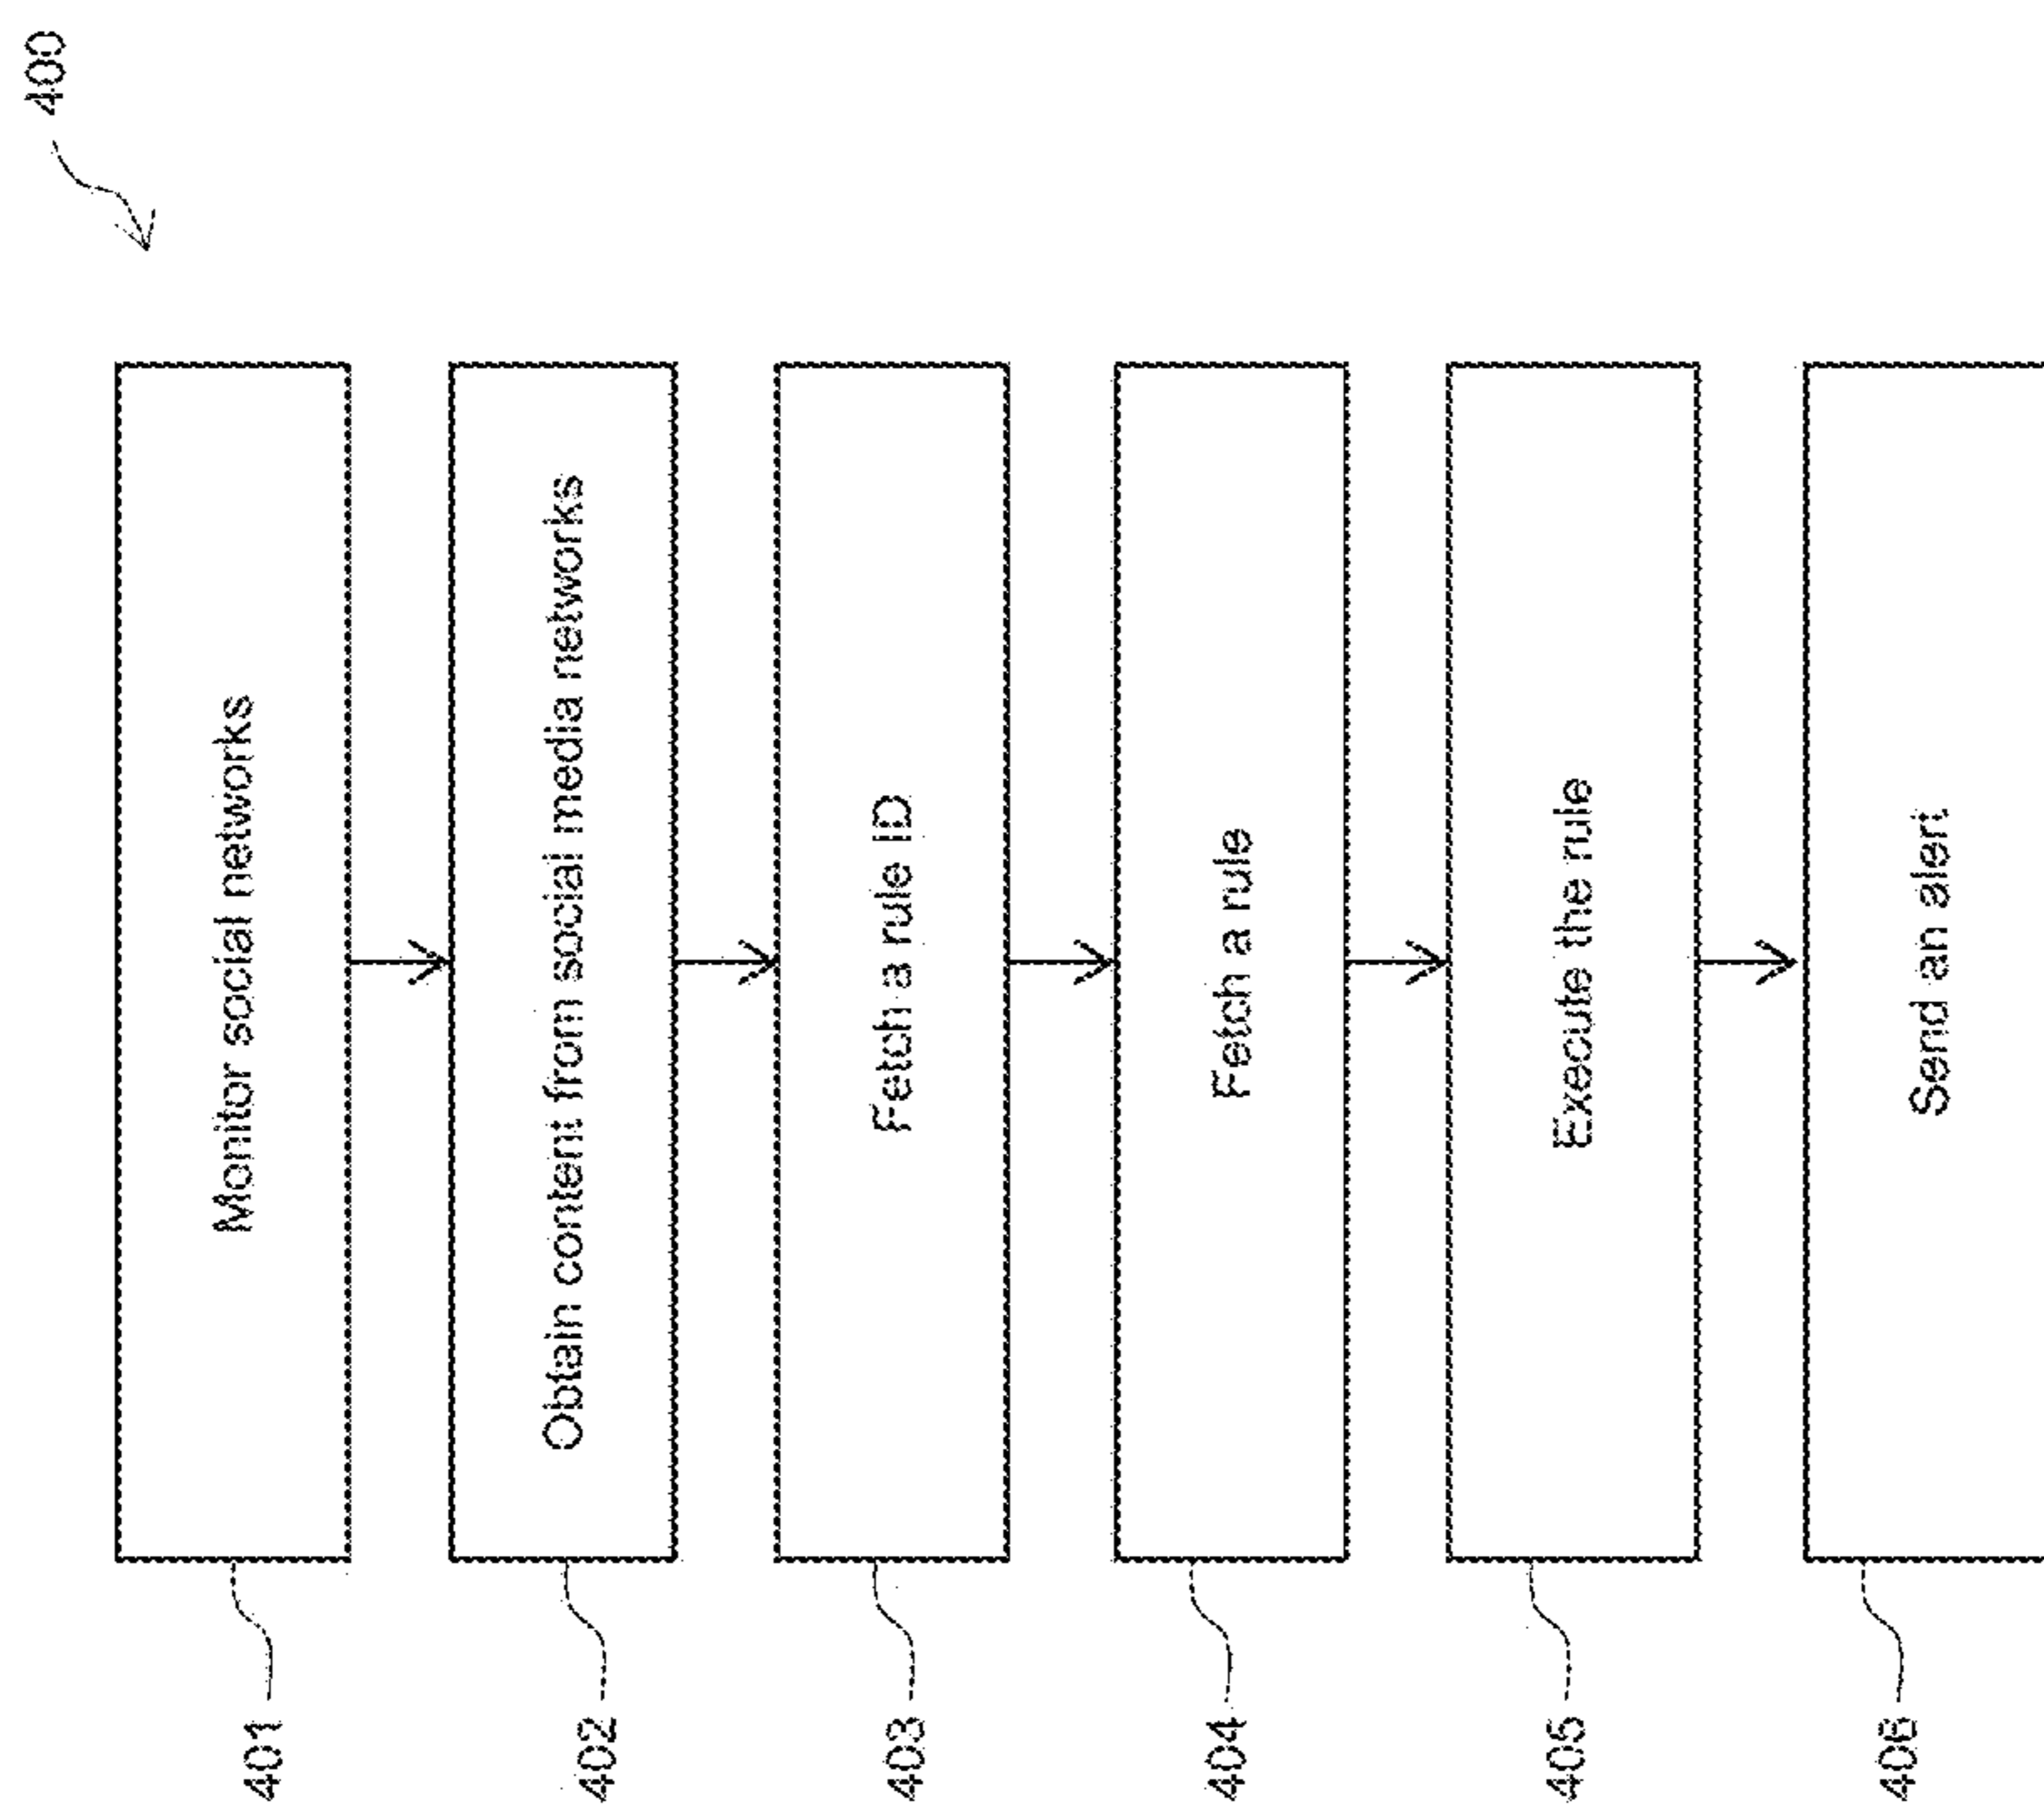 400
401
Monitor social networks
402
Obtain content from social media networks
403
Fetch a rule ID
404
Fetch a rule
405
Execute the rule
406
Send an alert